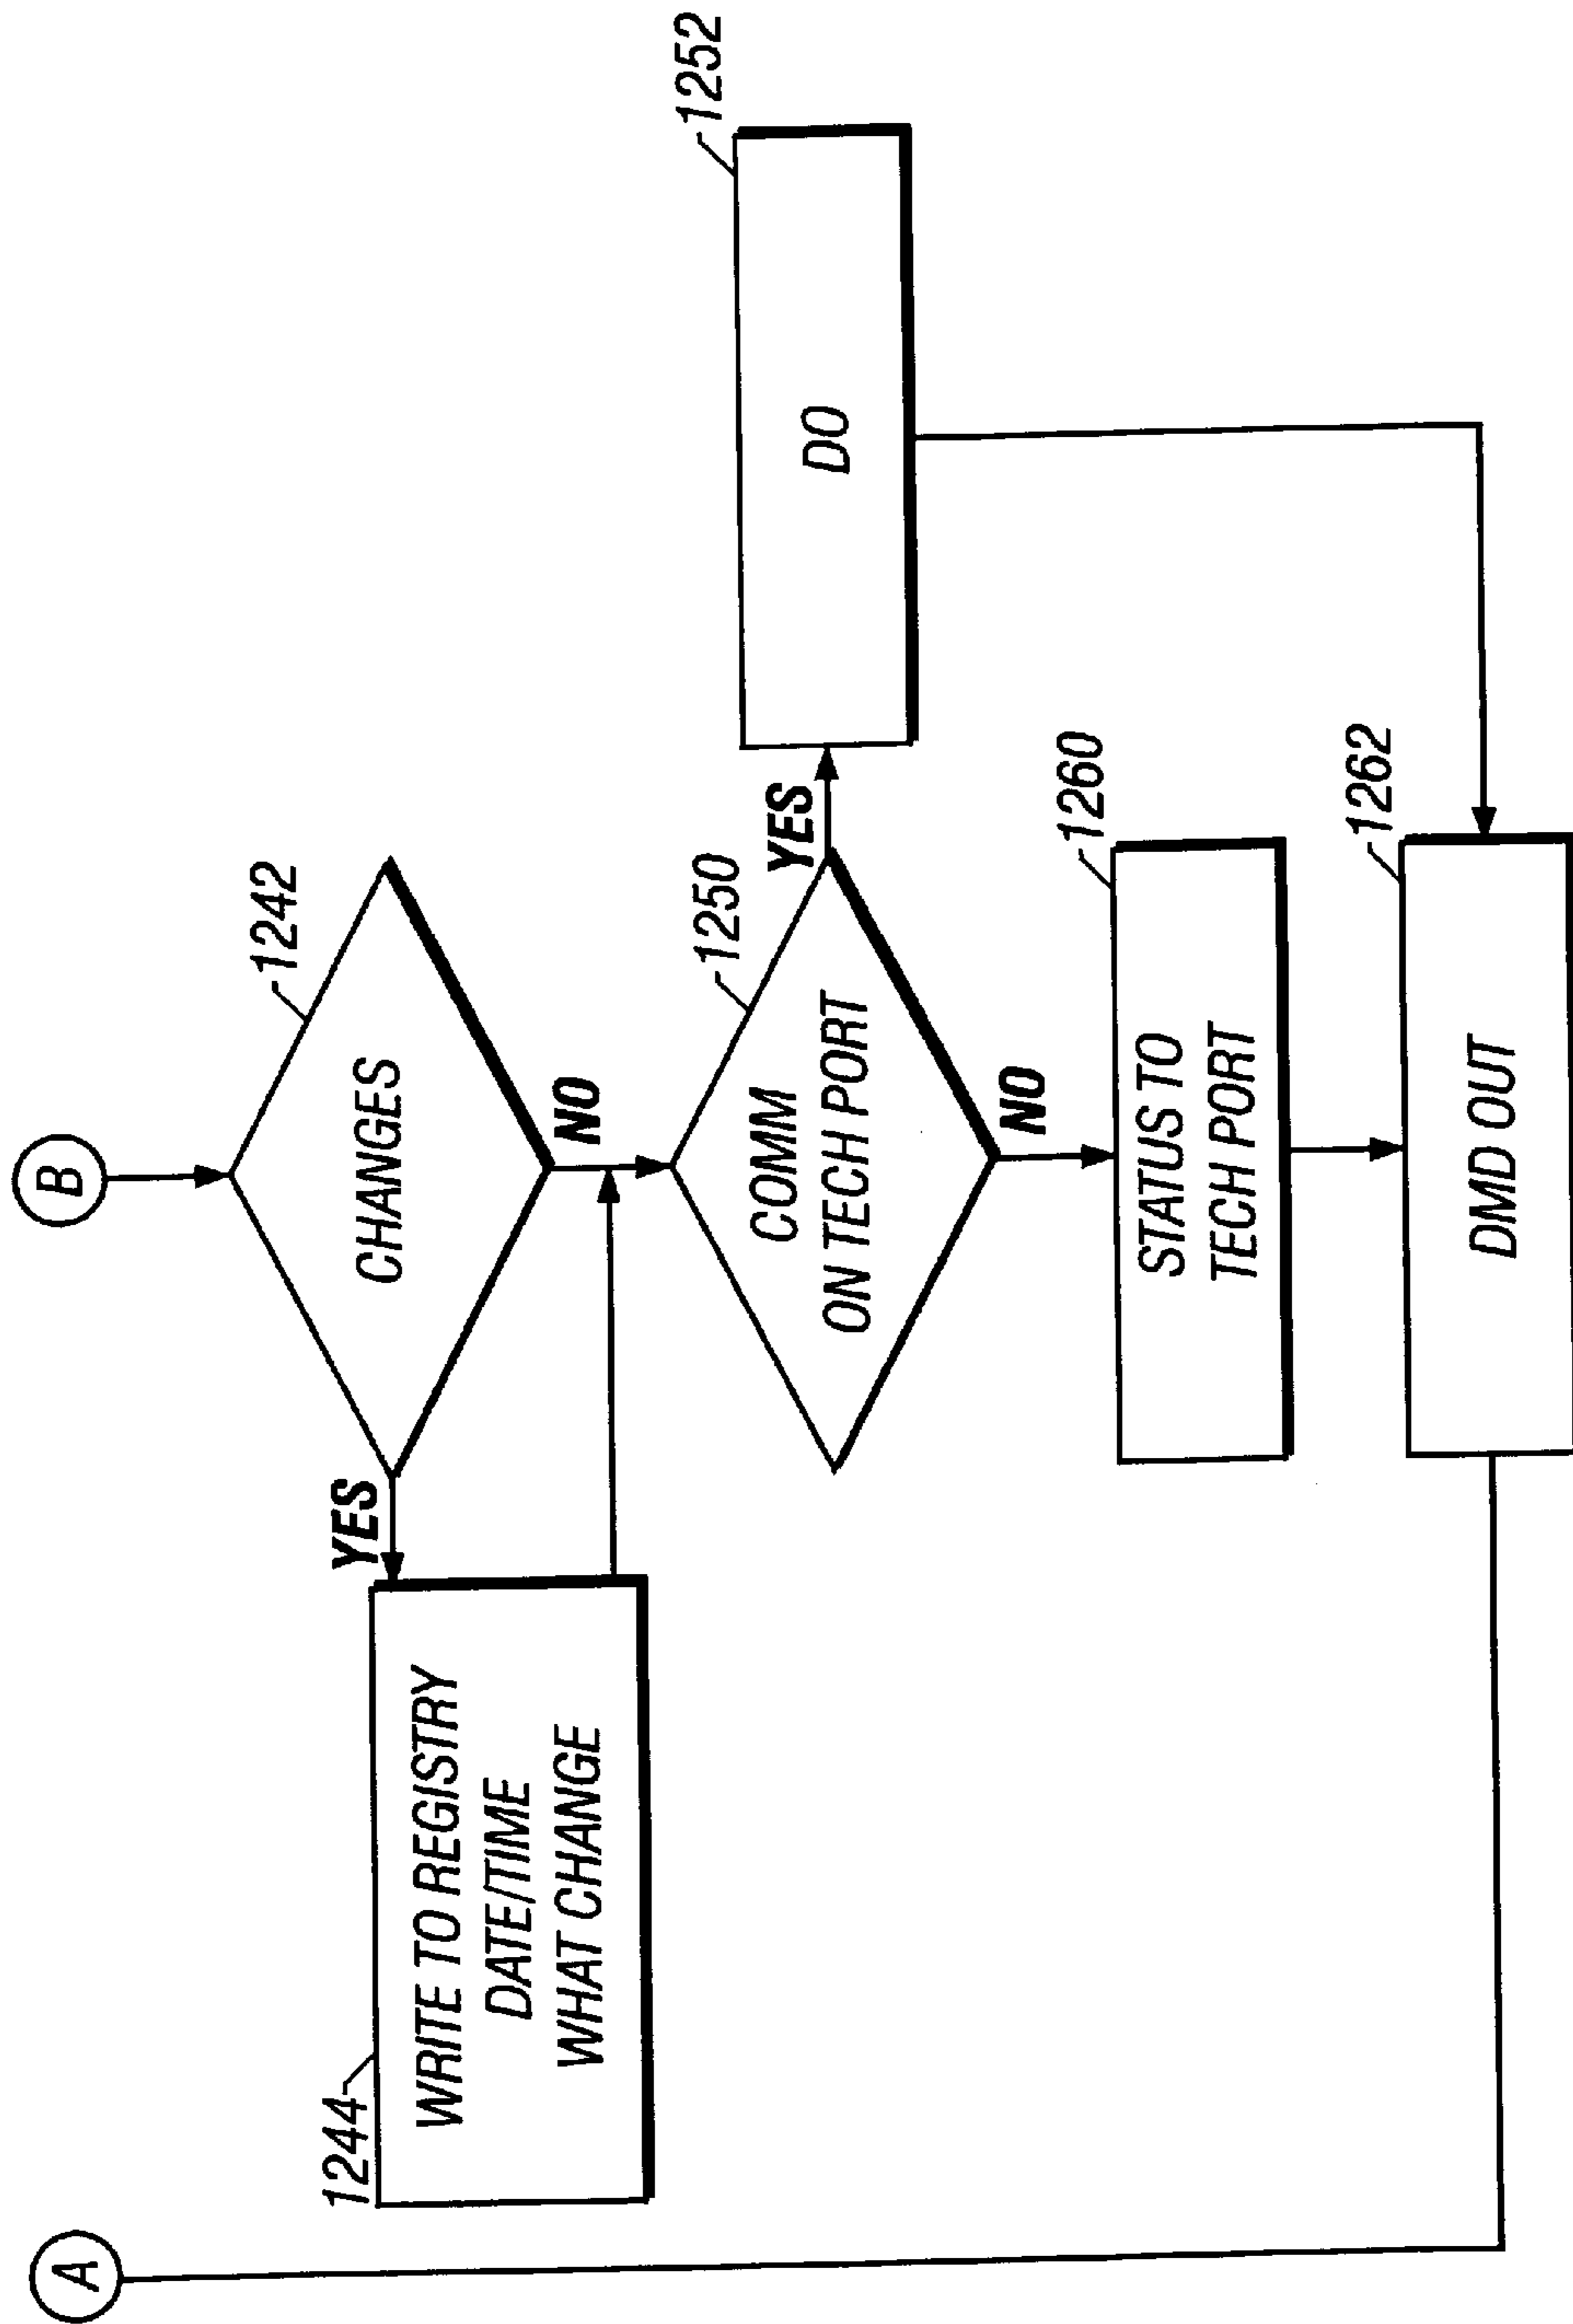 A
B
1242
CHANGES
YES
NO
1244
WRITE TO REGISTRY
DATE/TIME
WHAT CHANGE
1250
COMM
ON TECH PORT
YES
NO
1252
DO
1260
STATUS TO
TECH PORT
1262
DMD OUT